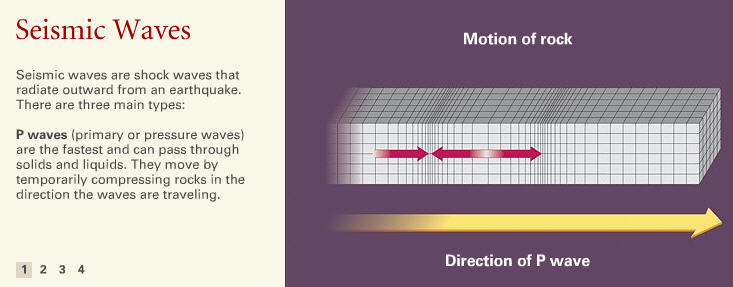 Seismic Waves
Seismic waves are shock waves that
radiate outward from an earthquake.
There are three main types:
P waves (primary or pressure waves)
are the fastest and can pass through
solids and liquids. They move by
temporarily compressing rocks in the
direction the waves are traveling.
1 2 3 4
Motion of rock
Direction of P wave